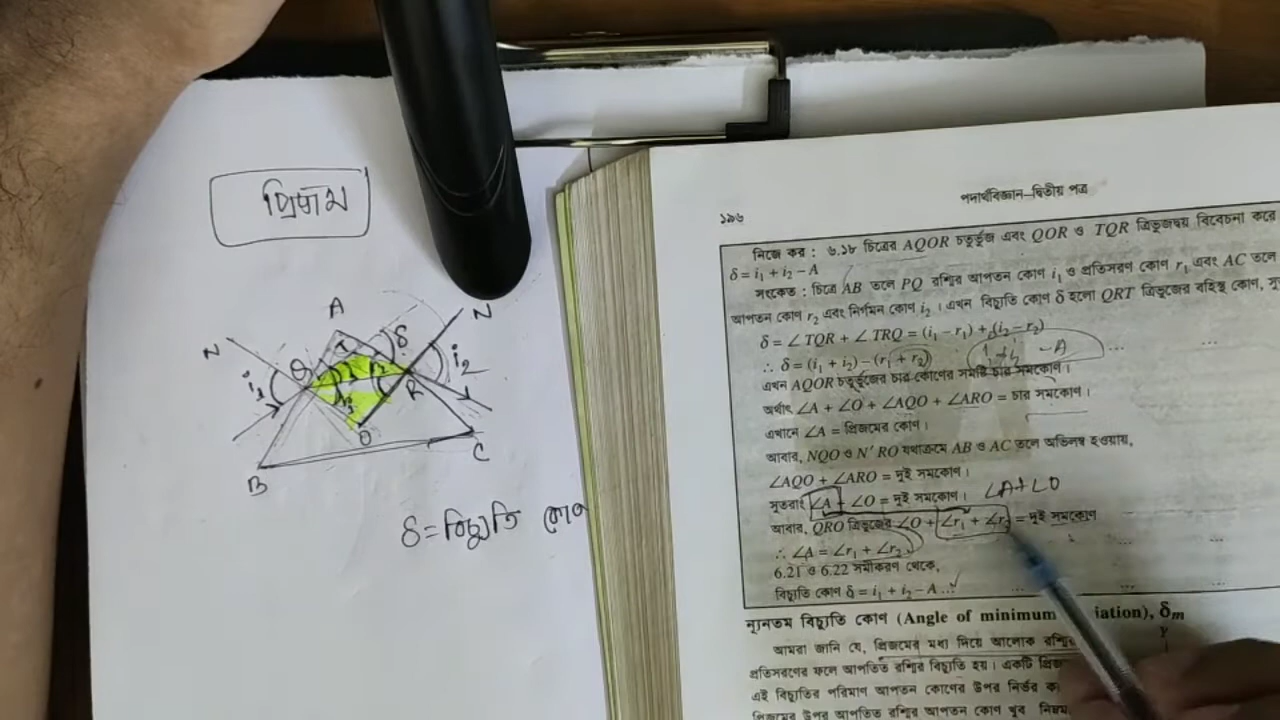 প্রিজম
A
N
N
δ
T
Q
i₁
r₂
i₂
r₁
R
O
B
C
δ = বিচ্যুতি কোণ
১৯৬
পদার্থবিজ্ঞান–দ্বিতীয় পত্র
নিজে কর : ৬.১৮ চিত্রের AQOR চতুর্ভুজ এবং QOR ও TQR ত্রিভুজদ্বয় বিবেচনা করে
δ = i₁ + i₂ – A
সংকেত : চিত্রে AB তলে PQ রশ্মির আপতন কোণ i₁ ও প্রতিসরণ কোণ r₁ এবং AC তলে
আপতন কোণ r₂ এবং নির্গমন কোণ i₂ । এখন বিচ্যুতি কোণ δ হলো QRT ত্রিভুজের বহিস্থ কোণ,
δ = ∠ TQR + ∠ TRQ = (i₁ – r₁) + (i₂ – r₂)
∴ δ = (i₁ + i₂) – (r₁ + r₂)
– A
এখন AQOR চতুর্ভুজের চার কোণের সমষ্টি চার সমকোণ।
অর্থাৎ ∠A + ∠O + ∠AQO + ∠ARO = চার সমকোণ।
এখানে ∠A = প্রিজমের কোণ।
আবার, NQO ও N′ RO যথাক্রমে AB ও AC তলে অভিলম্ব হওয়ায়,
∠AQO + ∠ARO = দুই সমকোণ।
সুতরাং ∠A + ∠O = দুই সমকোণ। ∠A+∠O
আবার, QRO ত্রিভুজের ∠O + ∠r₁ + ∠r₂ = দুই সমকোণ
∴ ∠A = ∠r₁ + ∠r₂
6.21 ও 6.22 সমীকরণ থেকে,
বিচ্যুতি কোণ δ = i₁ + i₂ – A ...
ন্যূনতম বিচ্যুতি কোণ (Angle of minimum iation), δₘ
আমরা জানি যে, প্রিজমের মধ্য দিয়ে আলোক
প্রতিসরণের ফলে আপতিত রশ্মির বিচ্যুতি হয়। একটি
এই বিচ্যুতির পরিমাণ আপতন কোণের উপর নির্ভর
প্রিজমের উপর আপতিত রশ্মির আপতন কোণ খুব